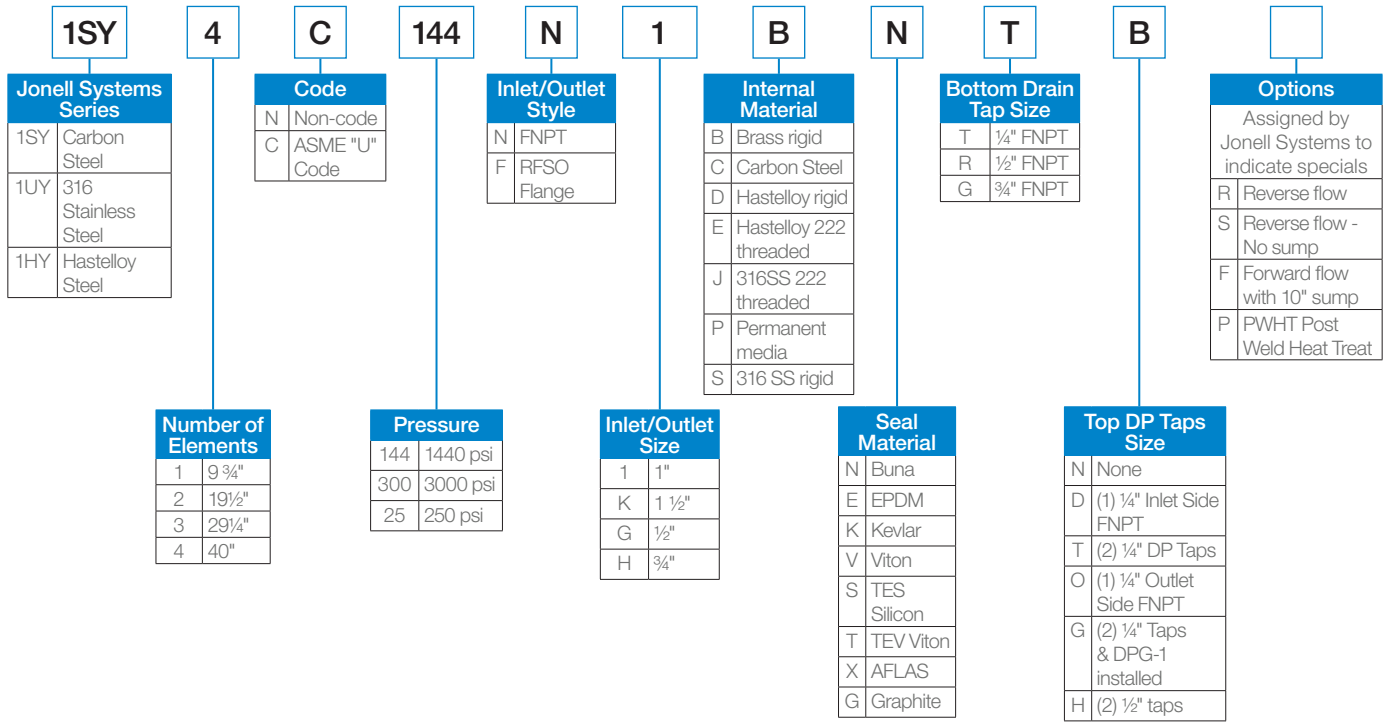 1SY 4 C 144 N 1 B N T B
Jonell Systems
Series
1SY Carbon
Steel
1UY 316
Stainless
Steel
1HY Hastelloy
Steel
Code
N Non-code
C ASME "U"
Code
Inlet/Outlet
Style
N FNPT
F RFSO
Flange
Internal
Material
B Brass rigid
C Carbon Steel
D Hastelloy rigid
E Hastelloy 222
threaded
J 316SS 222
threaded
P Permanent
media
S 316 SS rigid
Bottom Drain
Tap Size
T ¼" FNPT
R ½" FNPT
G ¾" FNPT
Options
Assigned by
Jonell Systems to
indicate specials
R Reverse flow
S Reverse flow -
No sump
F Forward flow
with 10" sump
P PWHT Post
Weld Heat Treat
Number of
Elements
1 9 ¾"
2 19½"
3 29¼"
4 40"
Pressure
144 1440 psi
300 3000 psi
25 250 psi
Inlet/Outlet
Size
1 1"
K 1 ½"
G ½"
H ¾"
Seal
Material
N Buna
E EPDM
K Kevlar
V Viton
S TES
Silicon
T TEV Viton
X AFLAS
G Graphite
Top DP Taps
Size
N None
D (1) ¼" Inlet Side
FNPT
T (2) ¼" DP Taps
O (1) ¼" Outlet
Side FNPT
G (2) ¼" Taps
& DPG-1
installed
H (2) ½" taps